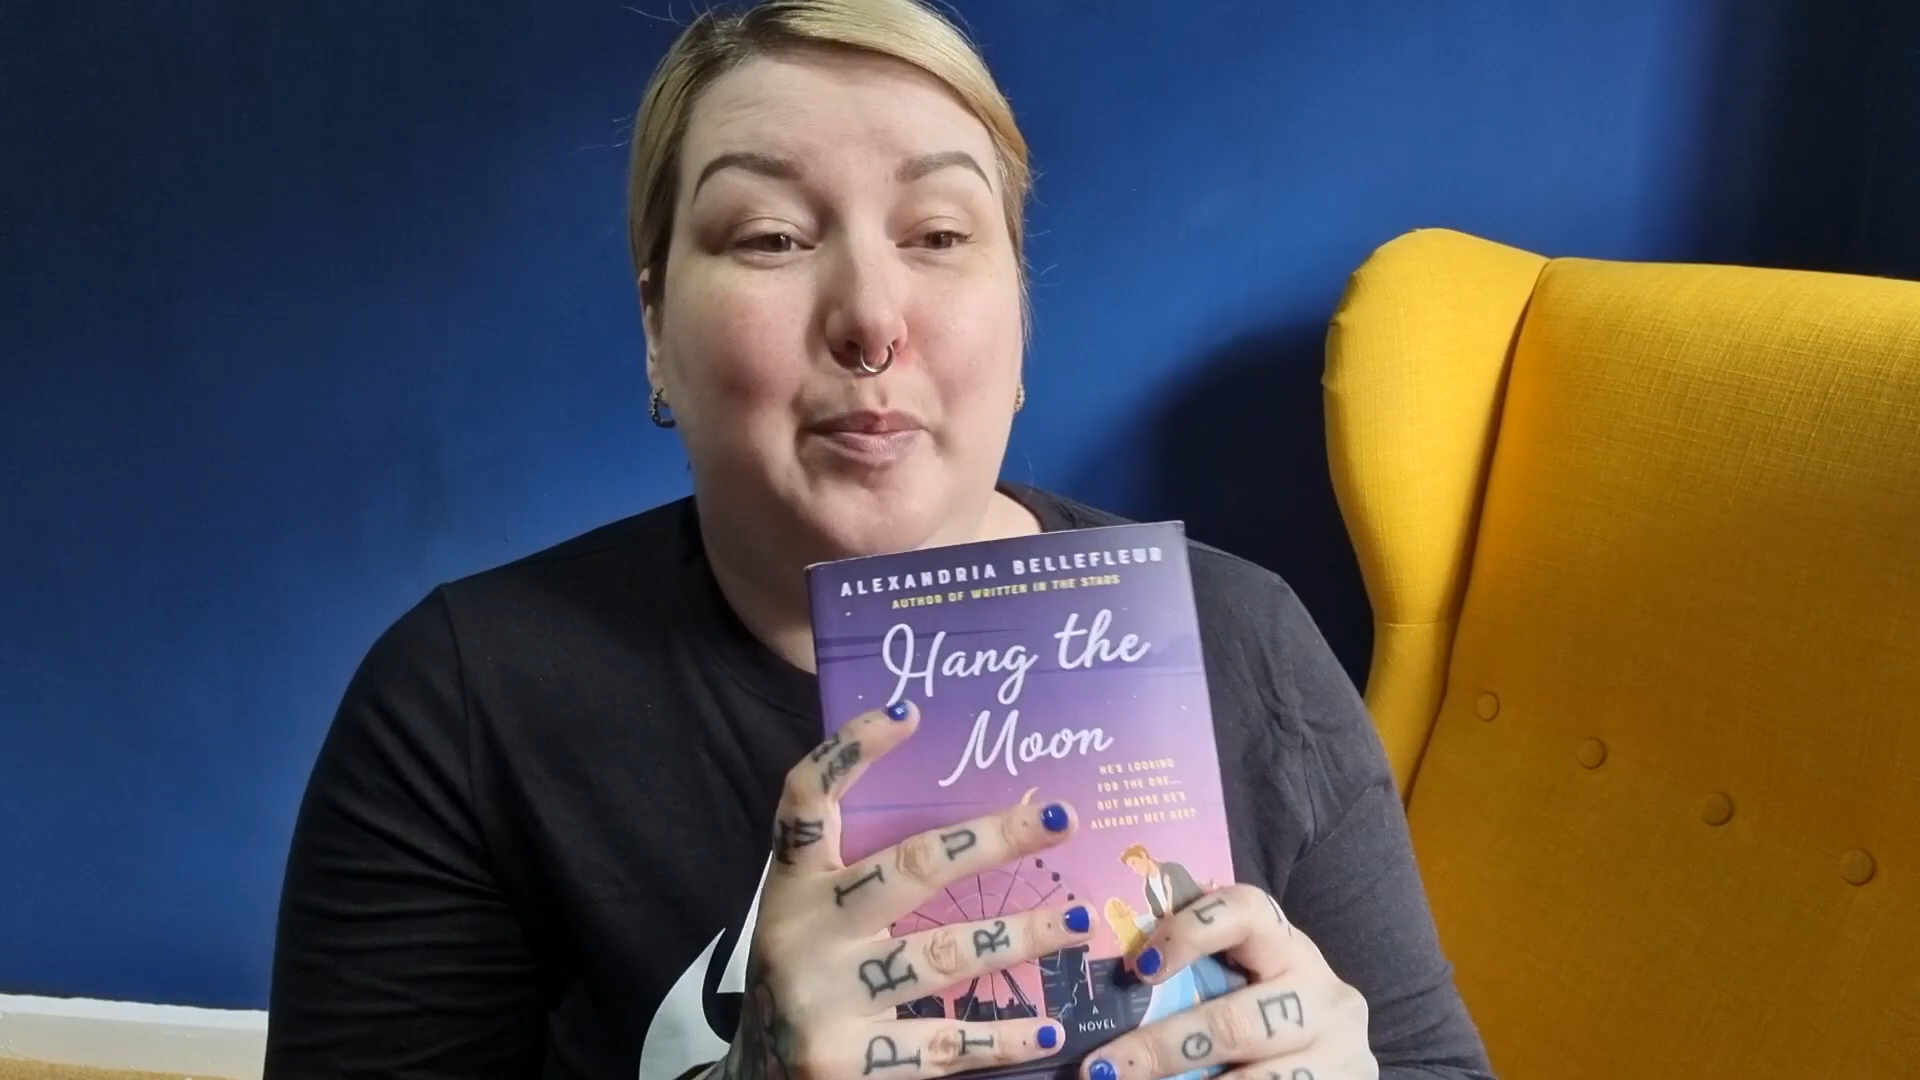 ALEXANDRIA BELLEFLEUR
AUTHOR OF WRITTEN IN THE STARS
Hang the
Moon
HE'S LOOKING
FOR THE ONE—
BUT MAYBE HE'S
ALREADY MET HER?
A
NOVEL
I U
R R
P T
L
E O
S